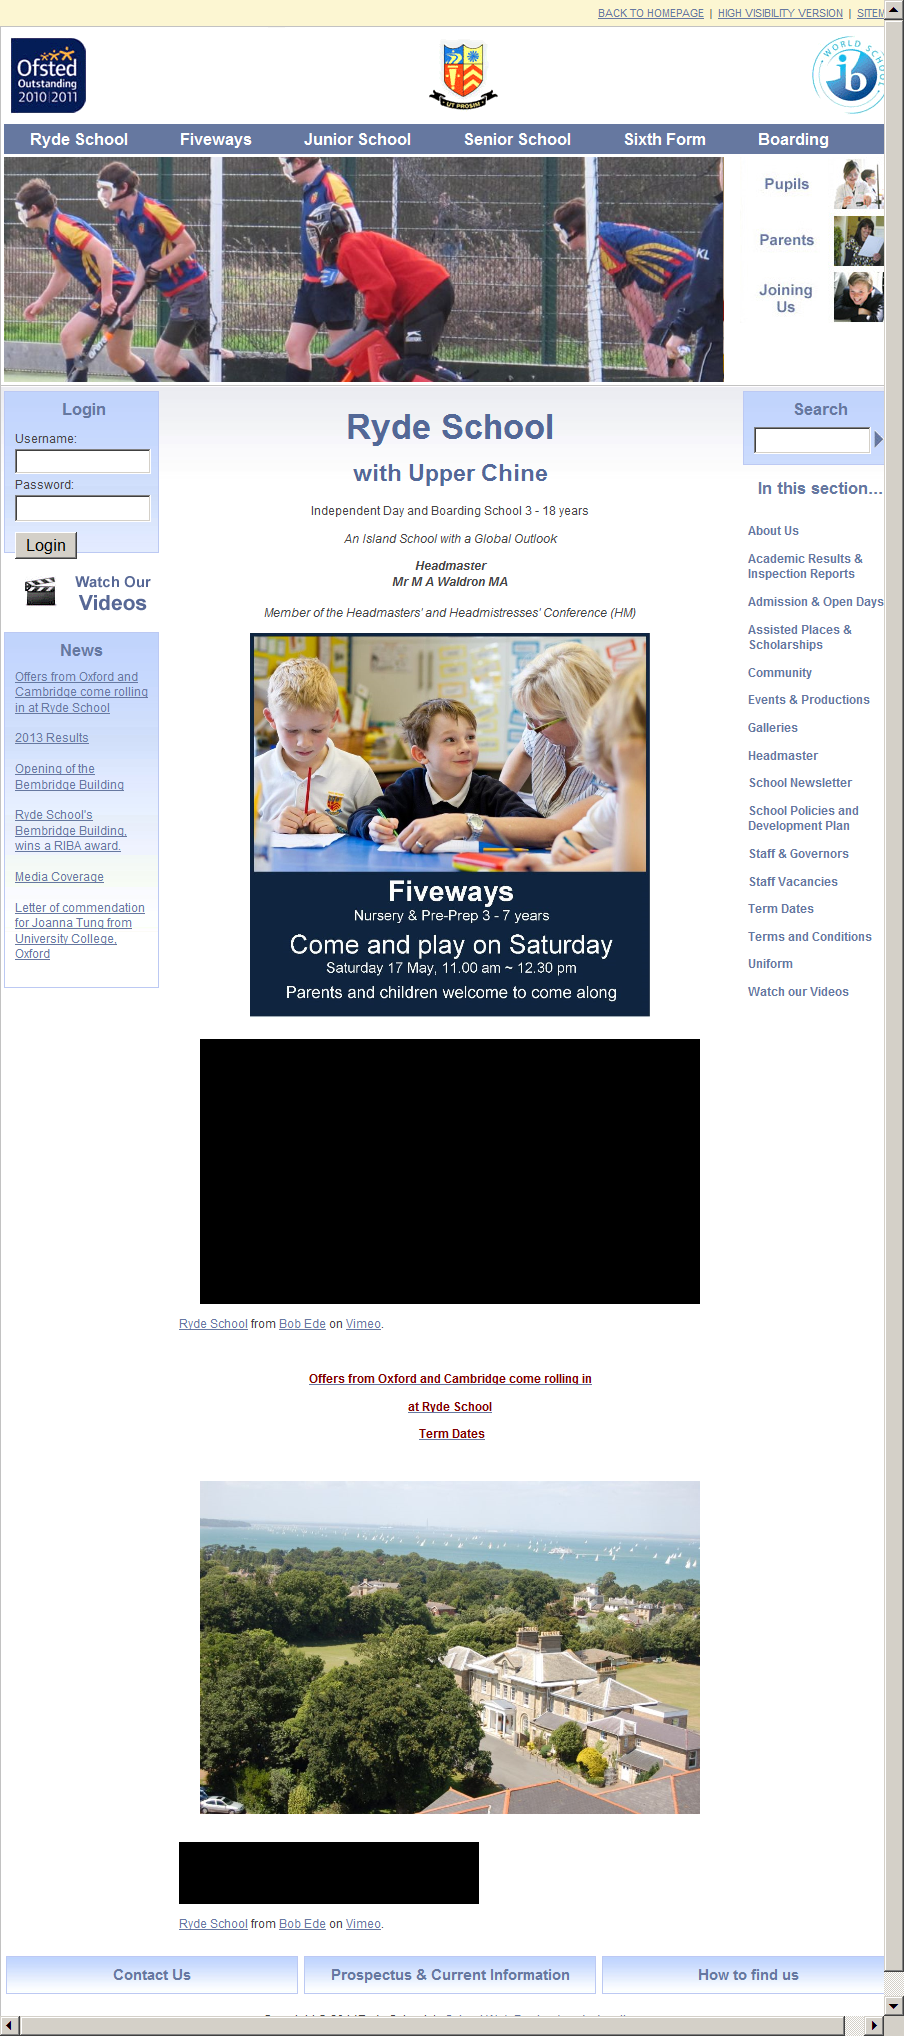 BACK TO HOMEPAGE | HIGH VISIBILITY VERSION |
Ofsted
Outstanding
2010 2011
UT PROSIM
WORLD SCHOOL
ib
Ryde School Fiveways Junior School Senior School Sixth Form Boarding
KL
Pupils
Parents
Joining
Us
Login
Username:
Password:
Login
Watch Our
Videos
News
Offers from Oxford and
Cambridge come rolling
in at Ryde School
2013 Results
Opening of the
Bembridge Building
Ryde School's
Bembridge Building,
wins a RIBA award.
Media Coverage
Letter of commendation
for Joanna Tung from
University College,
Oxford
Ryde School
with Upper Chine
Independent Day and Boarding School 3 - 18 years
An Island School with a Global Outlook
Headmaster
Mr M A Waldron MA
Member of the Headmasters' and Headmistresses' Conference (HM)
Fiveways
Nursery & Pre-Prep 3 - 7 years
Come and play on Saturday
Saturday 17 May, 11.00 am ~ 12.30 pm
Parents and children welcome to come along
Ryde School from Bob Ede on Vimeo.
Offers from Oxford and Cambridge come rolling in
at Ryde School
Term Dates
Ryde School from Bob Ede on Vimeo.
Search
In this section...
About Us
Academic Results &
Inspection Reports
Admission & Open Days
Assisted Places &
Scholarships
Community
Events & Productions
Galleries
Headmaster
School Newsletter
School Policies and
Development Plan
Staff & Governors
Staff Vacancies
Term Dates
Terms and Conditions
Uniform
Watch our Videos
Contact Us Prospectus & Current Information How to find us